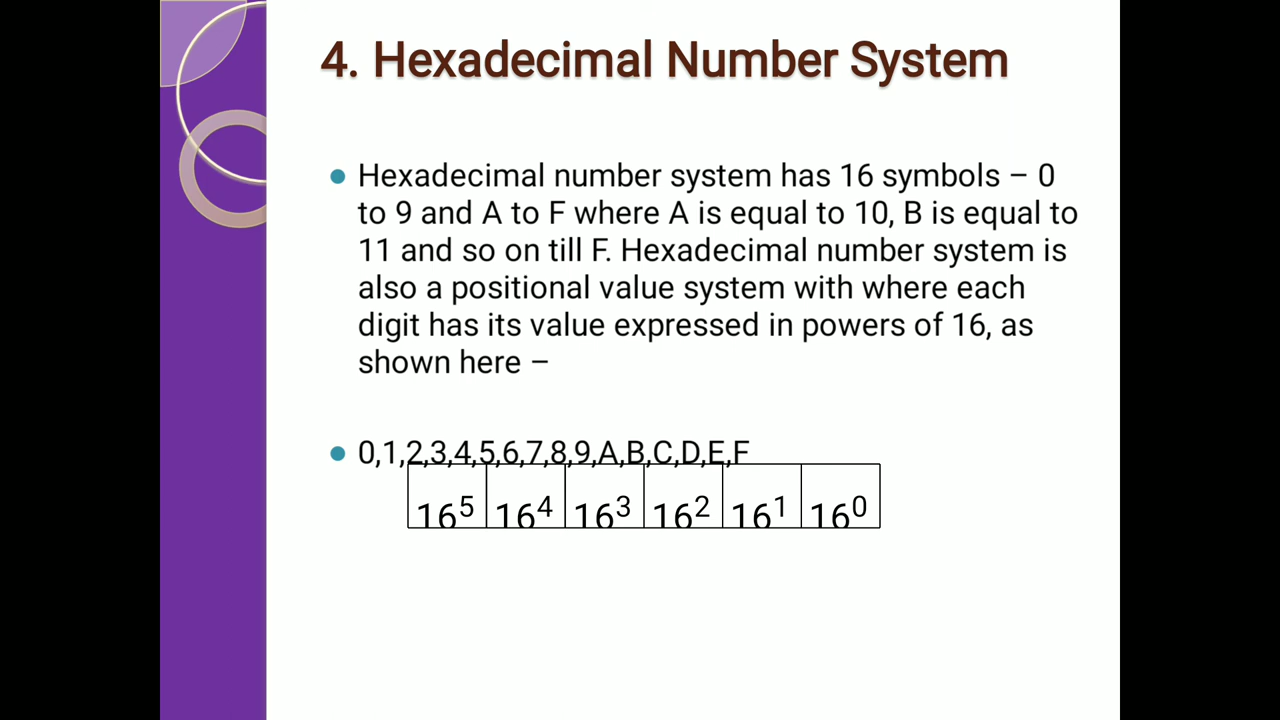 4. Hexadecimal Number System
Hexadecimal number system has 16 symbols – 0
to 9 and A to F where A is equal to 10, B is equal to
11 and so on till F. Hexadecimal number system is
also a positional value system with where each
digit has its value expressed in powers of 16, as
shown here –
0,1,2,3,4,5,6,7,8,9,A,B,C,D,E,F
16⁵ 16⁴ 16³ 16² 16¹ 16⁰